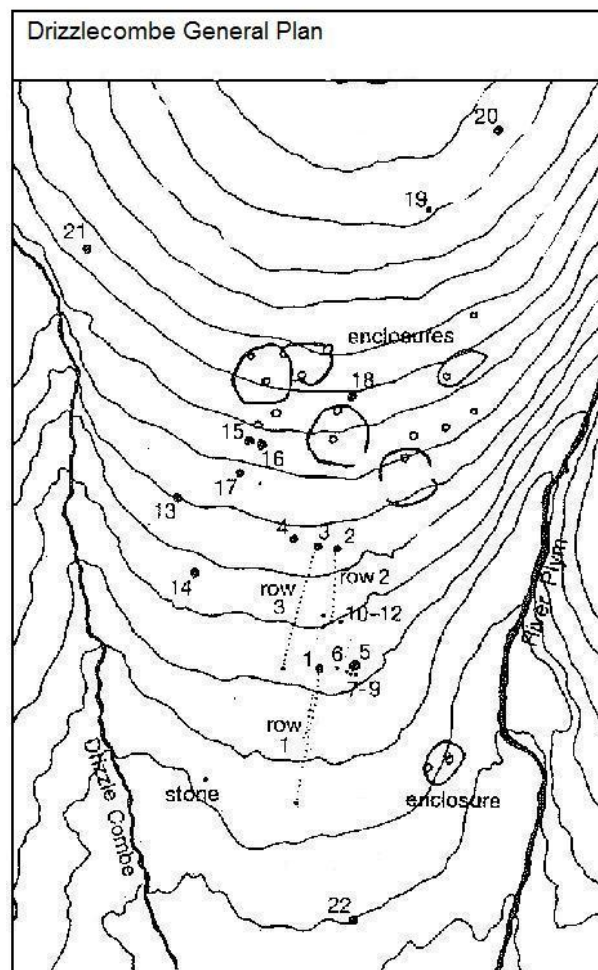 Drizzlecombe General Plan
20
19
21
enclosures
18
15
16
17
13
4
3
2
14
row
3
row 2
10-12
1
6
5
7-9
row
1
River Plym
Drizzle Combe
stone
enclosure
22